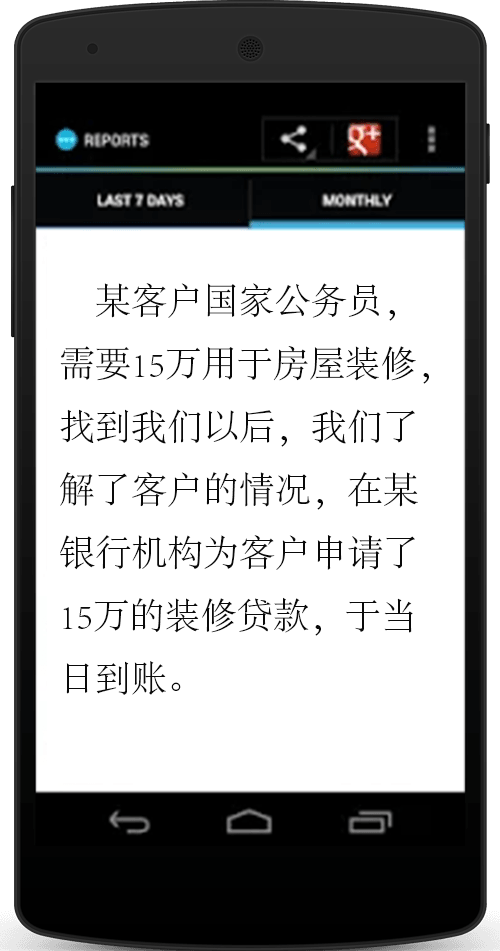 REPORTS
g+
LAST 7 DAYS
MONTHLY
某客户国家公务员，
需要15万用于房屋装修，
找到我们以后，我们了
解了客户的情况，在某
银行机构为客户申请了
15万的装修贷款，于当
日到账。